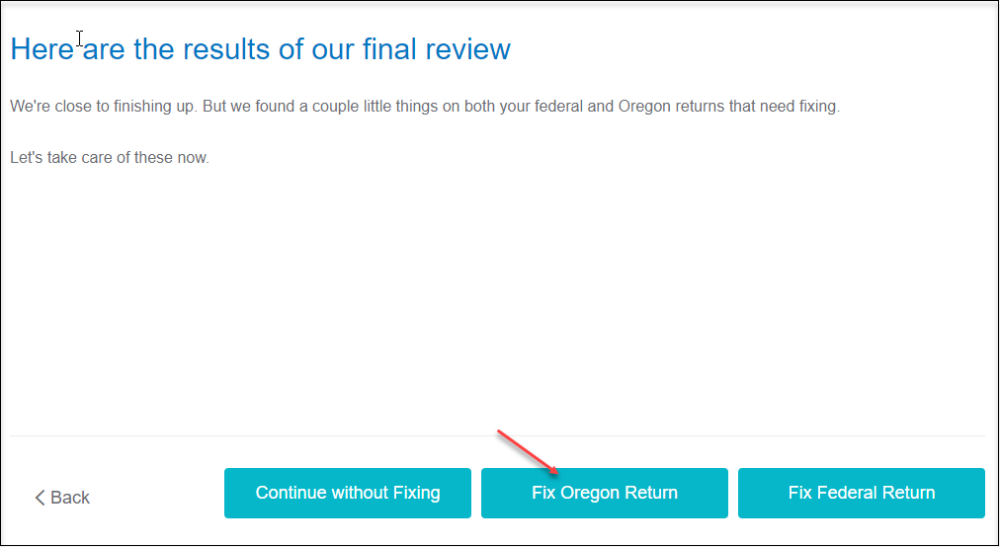 Here are the results of our final review
We're close to finishing up. But we found a couple little things on both your federal and Oregon returns that need fixing.
Let's take care of these now.
Back
Continue without Fixing
Fix Oregon Return
Fix Federal Return